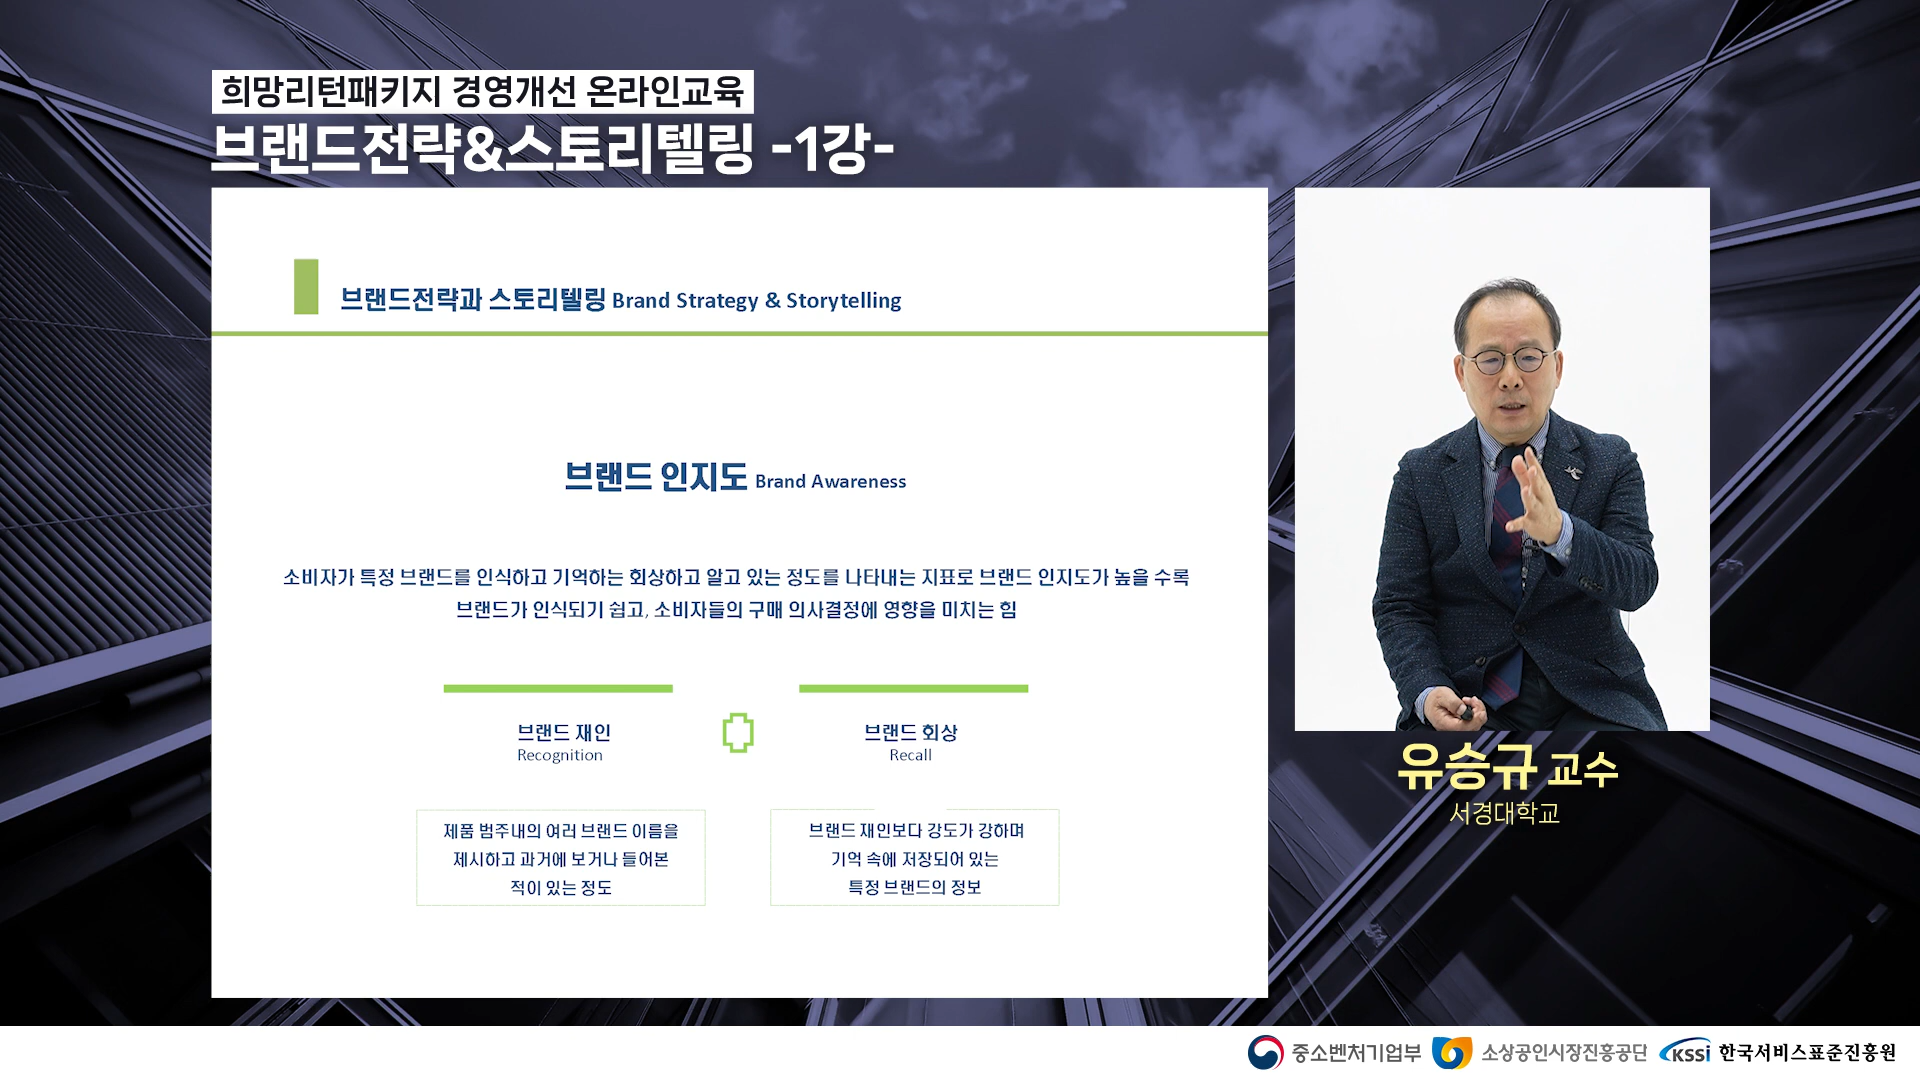 희망리턴패키지 경영개선 온라인교육
브랜드전략&스토리텔링 -1강-
브랜드전략과 스토리텔링 Brand Strategy & Storytelling
브랜드 인지도 Brand Awareness
소비자가 특정 브랜드를 인식하고 기억하는 회상하고 알고 있는 정도를 나타내는 지표로 브랜드 인지도가 높을 수록
브랜드가 인식되기 쉽고, 소비자들의 구매 의사결정에 영향을 미치는 힘
브랜드 재인
Recognition
제품 범주내의 여러 브랜드 이름을
제시하고 과거에 보거나 들어본
적이 있는 정도
브랜드 회상
Recall
브랜드 재인보다 강도가 강하며
기억 속에 저장되어 있는
특정 브랜드의 정보
유승규 교수
서경대학교
중소벤처기업부 소상공인시장진흥공단 KSSi 한국서비스표준진흥원